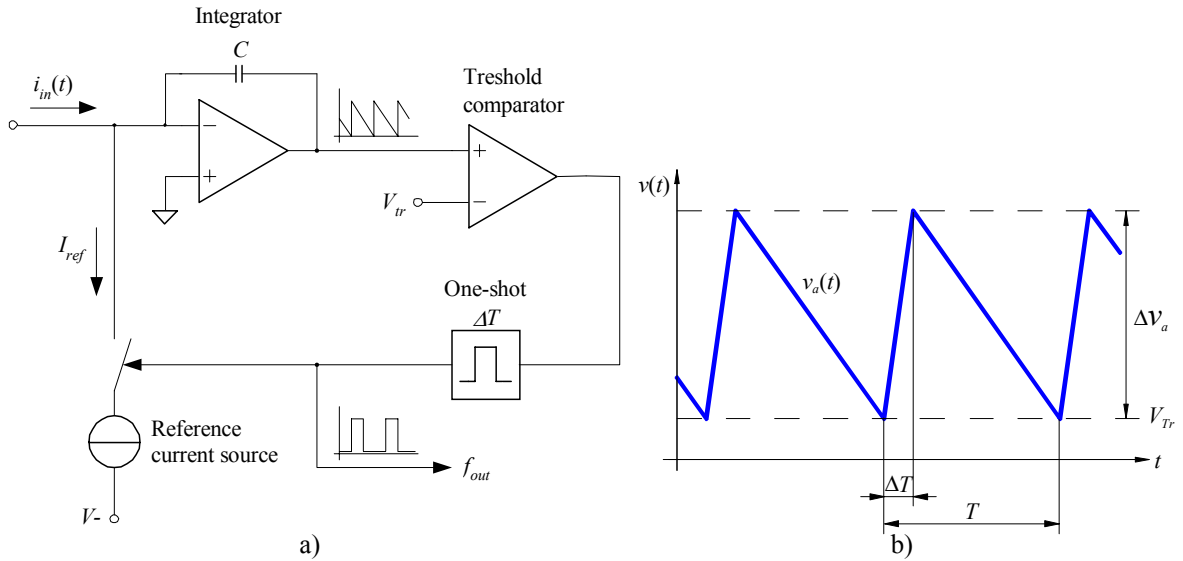 Integrator
C
i_in(t)
−
+
Treshold
comparator
+
−
V_tr
I_ref
One-shot
ΔT
Reference
current source
f_out
V-
a)
v(t)
v_a(t)
Δv_a
V_Tr
t
ΔT
T
b)